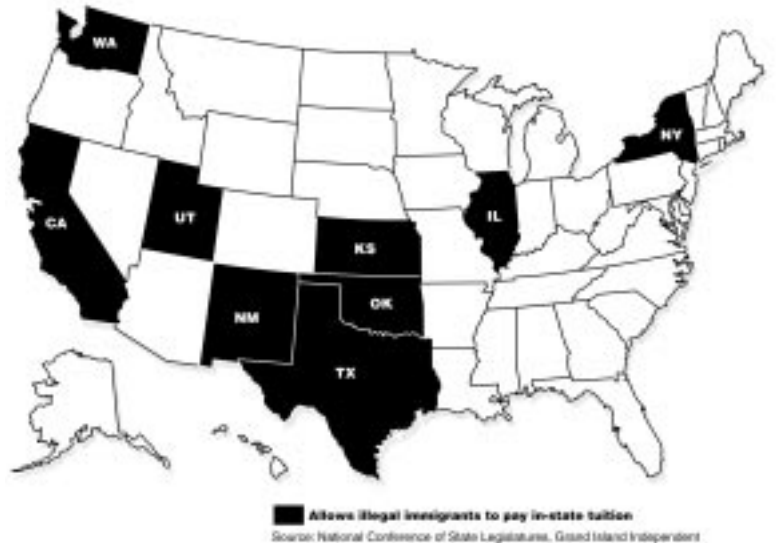 WA
NY
CA
UT
IL
KS
OK
NM
TX
Allows illegal immigrants to pay in-state tuition
Source: National Conference of State Legislatures, Grand Island Independent